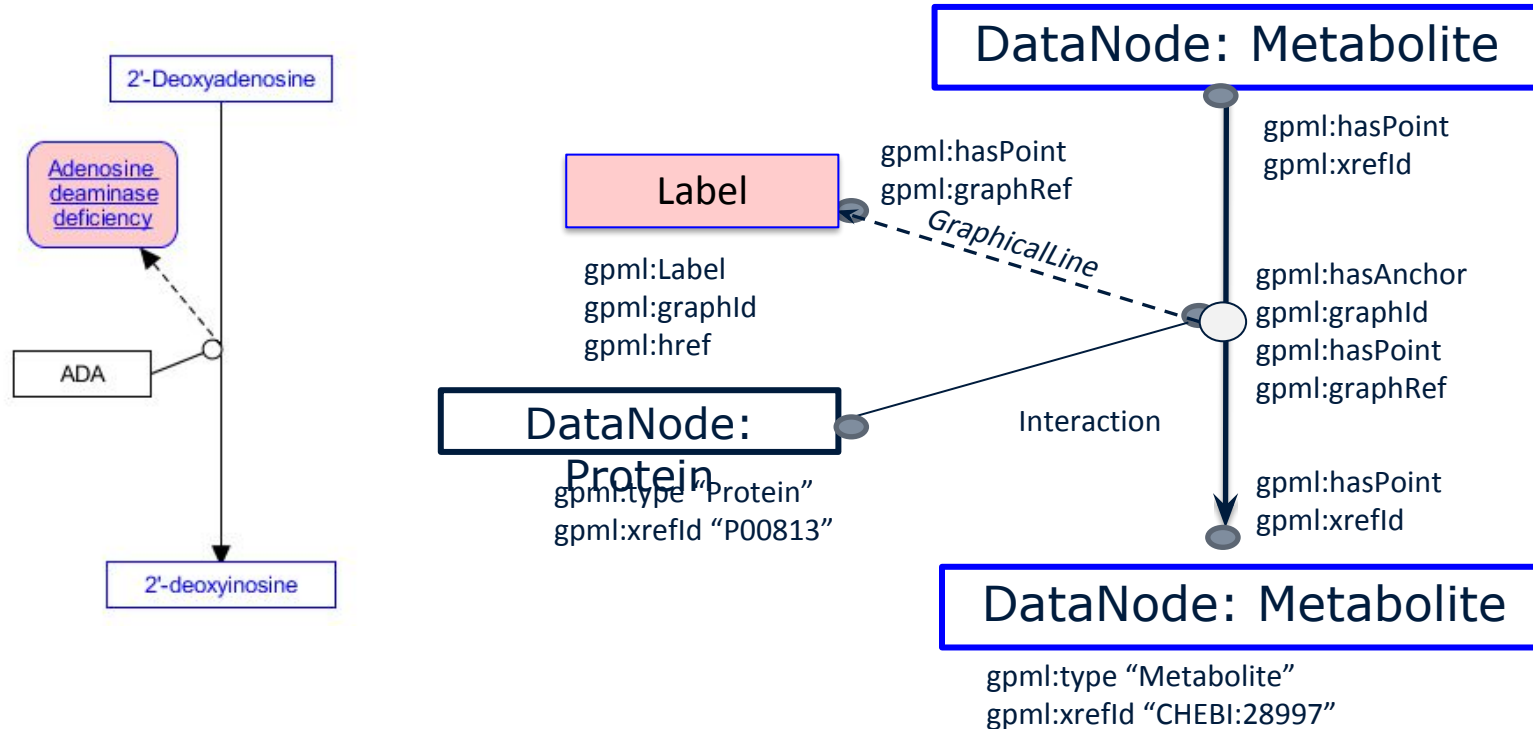 2'-Deoxyadenosine
Adenosine
deaminase
deficiency
ADA
2'-deoxyinosine
DataNode: Metabolite
gpml:hasPoint
gpml:xrefId
gpml:hasPoint
gpml:graphRef
Label
GraphicalLine
gpml:Label
gpml:graphId
gpml:href
gpml:hasAnchor
gpml:graphId
gpml:hasPoint
gpml:graphRef
DataNode:
Protein
gpml:type “Protein”
gpml:xrefId “P00813”
Interaction
gpml:hasPoint
gpml:xrefId
DataNode: Metabolite
gpml:type “Metabolite”
gpml:xrefId “CHEBI:28997”